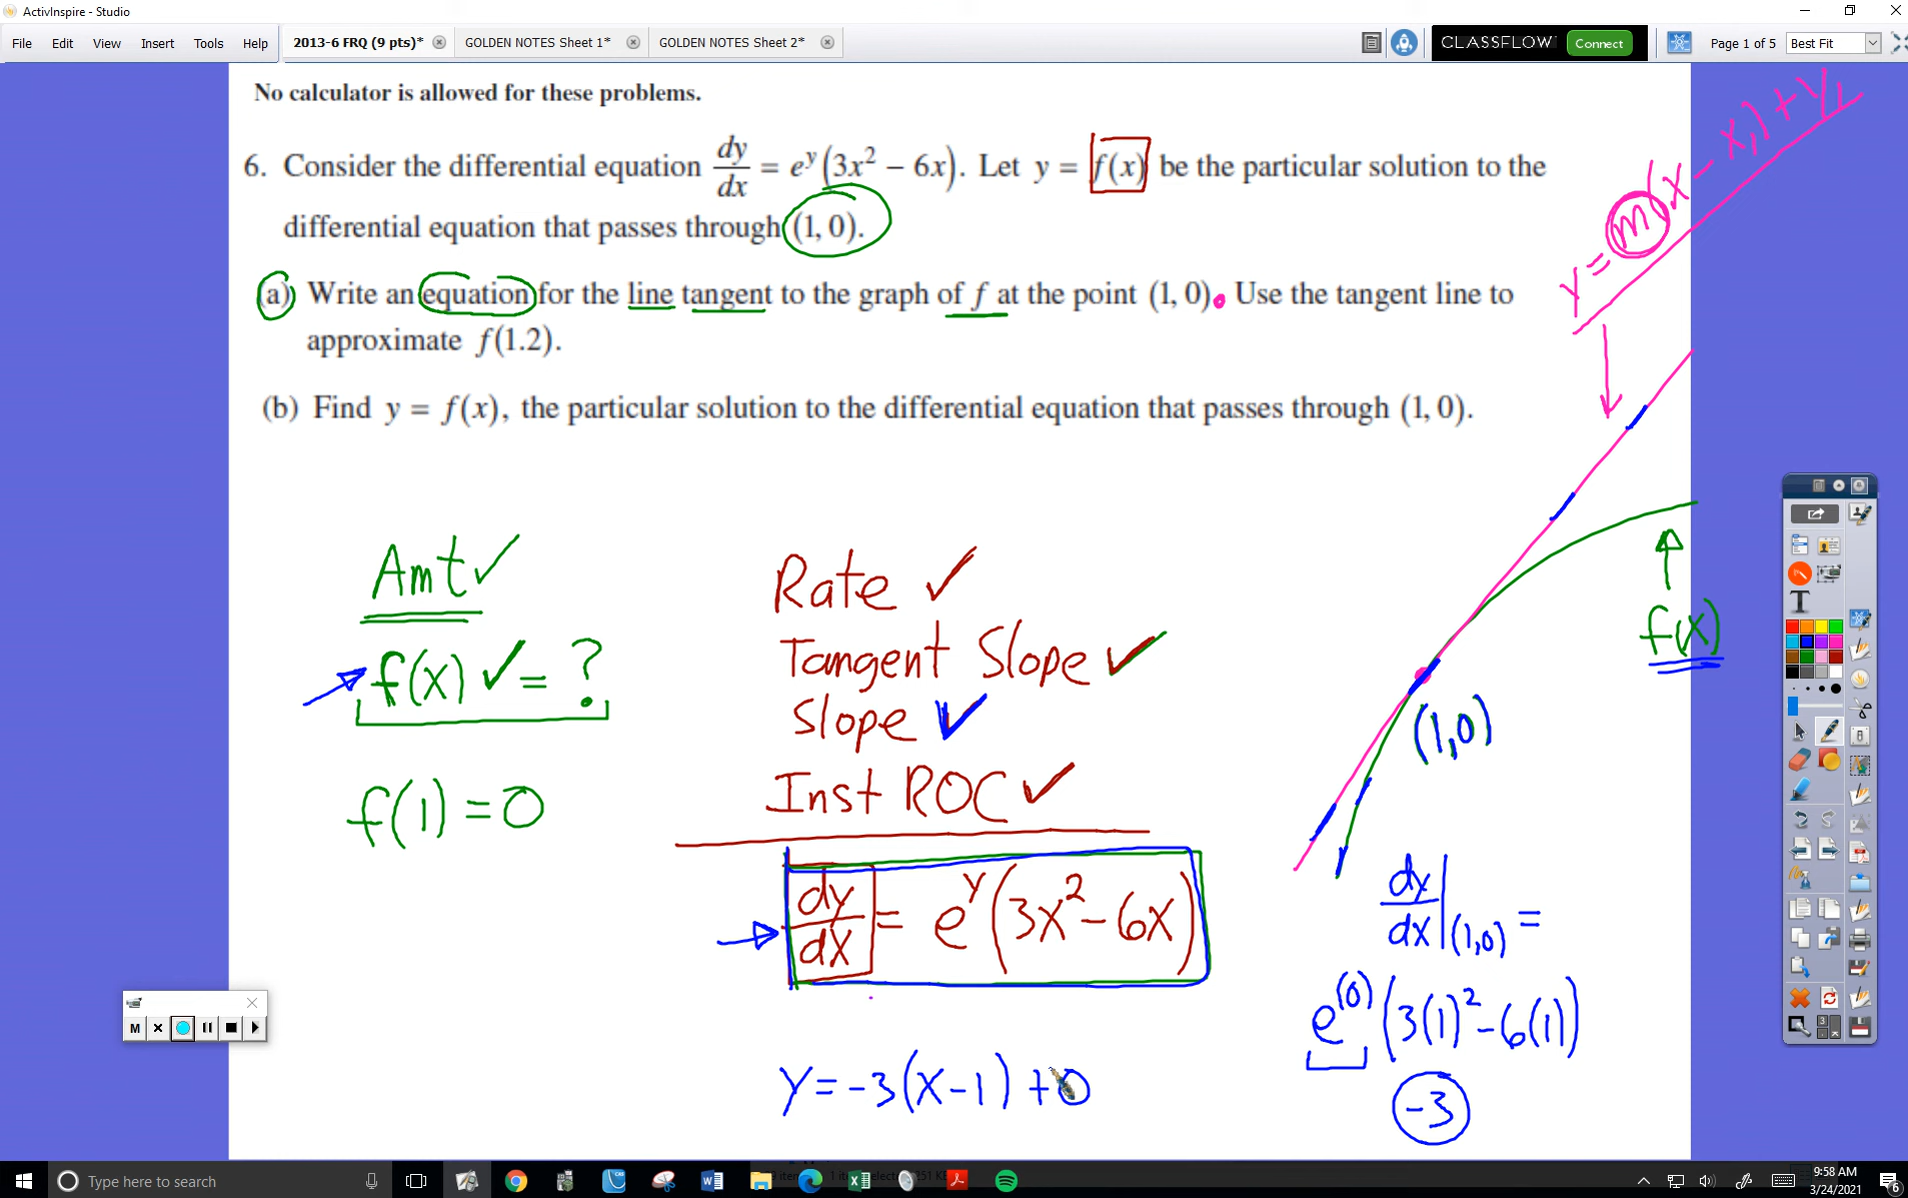 ActivInspire - Studio
File Edit View Insert Tools Help
2013-6 FRQ (9 pts)*
GOLDEN NOTES Sheet 1*
GOLDEN NOTES Sheet 2*
CLASSFLOW
Connect
Page 1 of 5
Best Fit
No calculator is allowed for these problems.
6. Consider the differential equation dy/dx = e^y (3x² − 6x). Let y = f(x) be the particular solution to the
differential equation that passes through (1, 0).
(a) Write an equation for the line tangent to the graph of f at the point (1, 0). Use the tangent line to
approximate f(1.2).
(b) Find y = f(x), the particular solution to the differential equation that passes through (1, 0).
y = m(x − x₁) + y₁
Amt ✓
f(x) ✓ = ?
f(1) = 0
Rate ✓
Tangent Slope ✓
Slope ✓
Inst ROC ✓
dy/dx = e^y (3x² − 6x)
y = −3(x − 1) + 0
f(x)
(1,0)
dy/dx |(1,0) =
e^(0) (3(1)² − 6(1))
−3
T
M
Type here to search
9:58 AM
3/24/2021
6